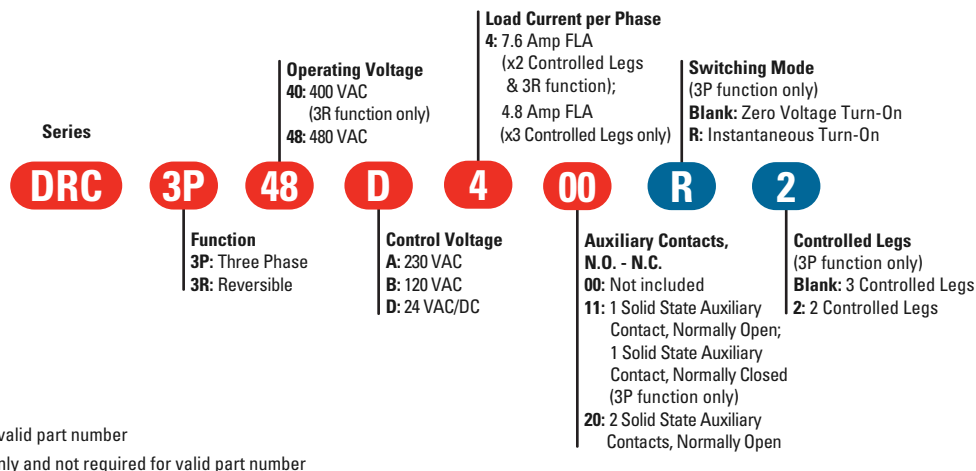 Load Current per Phase
4: 7.6 Amp FLA
(x2 Controlled Legs
& 3R function);
4.8 Amp FLA
(x3 Controlled Legs only)
Operating Voltage
40: 400 VAC
(3R function only)
48: 480 VAC
Switching Mode
(3P function only)
Blank: Zero Voltage Turn-On
R: Instantaneous Turn-On
Series
DRC 3P 48 D 4 00 R 2
Function
3P: Three Phase
3R: Reversible
Control Voltage
A: 230 VAC
B: 120 VAC
D: 24 VAC/DC
Auxiliary Contacts,
N.O. - N.C.
00: Not included
11: 1 Solid State Auxiliary
Contact, Normally Open;
1 Solid State Auxiliary
Contact, Normally Closed
(3P function only)
20: 2 Solid State Auxiliary
Contacts, Normally Open
Controlled Legs
(3P function only)
Blank: 3 Controlled Legs
2: 2 Controlled Legs
valid part number
nly and not required for valid part number